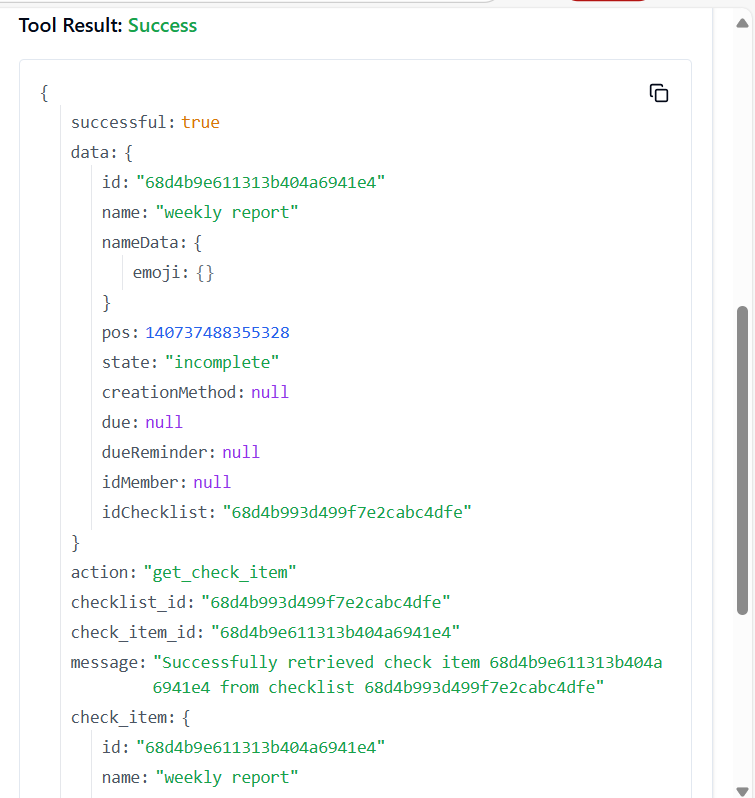 Tool Result: Success
{
successful: true
data: {
id: "68d4b9e611313b404a6941e4"
name: "weekly report"
nameData: {
emoji: {}
}
pos: 140737488355328
state: "incomplete"
creationMethod: null
due: null
dueReminder: null
idMember: null
idChecklist: "68d4b993d499f7e2cabc4dfe"
}
action: "get_check_item"
checklist_id: "68d4b993d499f7e2cabc4dfe"
check_item_id: "68d4b9e611313b404a6941e4"
message: "Successfully retrieved check item 68d4b9e611313b404a
6941e4 from checklist 68d4b993d499f7e2cabc4dfe"
check_item: {
id: "68d4b9e611313b404a6941e4"
name: "weekly report"